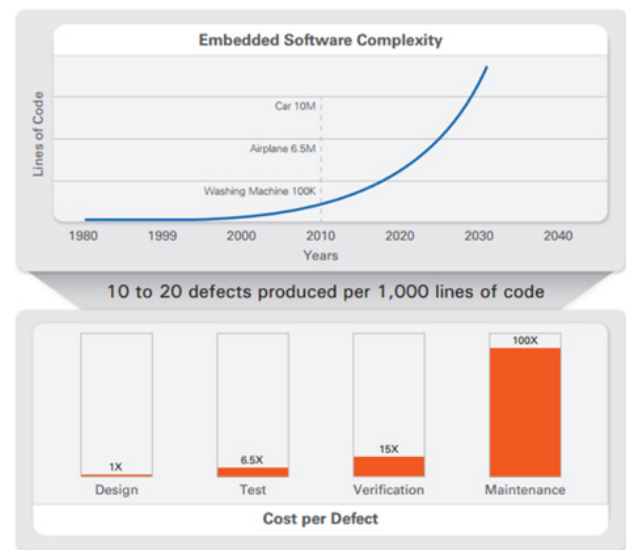 Embedded Software Complexity
Lines of Code
Car 10M
Airplane 6.5M
Washing Machine 100K
1980 1999 2000 2010 2020 2030 2040
Years
10 to 20 defects produced per 1,000 lines of code
1X 6.5X 15X 100X
Design Test Verification Maintenance
Cost per Defect